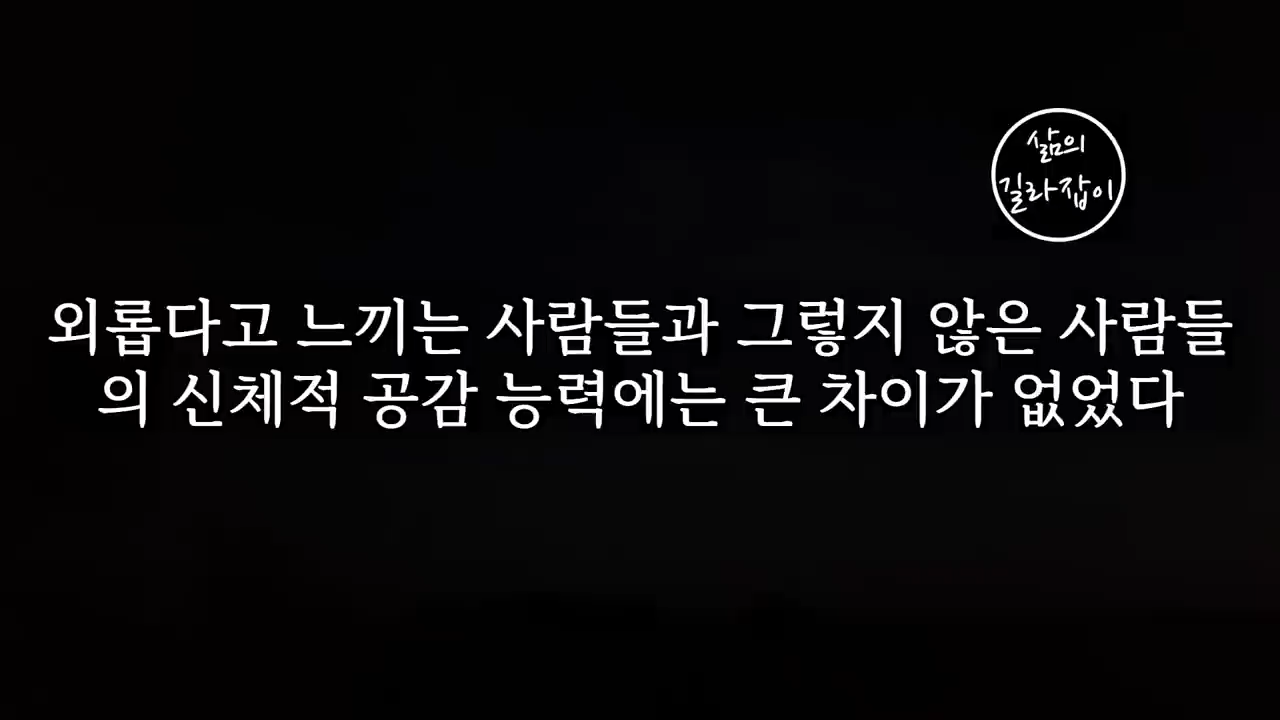 삶의
길라잡이
외롭다고 느끼는 사람들과 그렇지 않은 사람들
의 신체적 공감 능력에는 큰 차이가 없었다